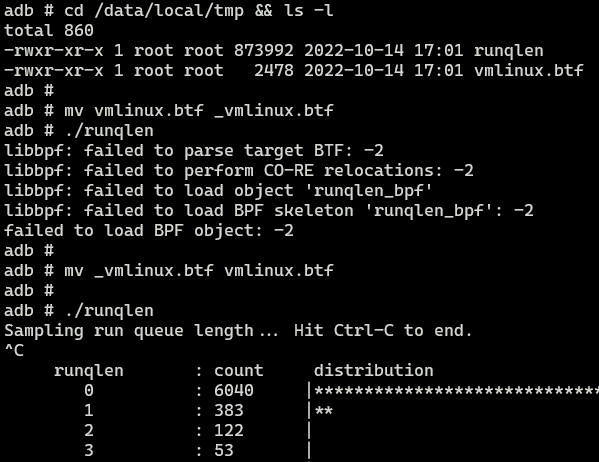 adb # cd /data/local/tmp && ls -l
total 860
-rwxr-xr-x 1 root root 873992 2022-10-14 17:01 runqlen
-rwxr-xr-x 1 root root   2478 2022-10-14 17:01 vmlinux.btf
adb #
adb # mv vmlinux.btf _vmlinux.btf
adb # ./runqlen
libbpf: failed to parse target BTF: -2
libbpf: failed to perform CO-RE relocations: -2
libbpf: failed to load object 'runqlen_bpf'
libbpf: failed to load BPF skeleton 'runqlen_bpf': -2
failed to load BPF object: -2
adb #
adb # mv _vmlinux.btf vmlinux.btf
adb #
adb # ./runqlen
Sampling run queue length... Hit Ctrl-C to end.
^C
     runqlen       : count     distribution
        0          : 6040     |*****************************
        1          : 383      |**
        2          : 122      |
        3          : 53       |